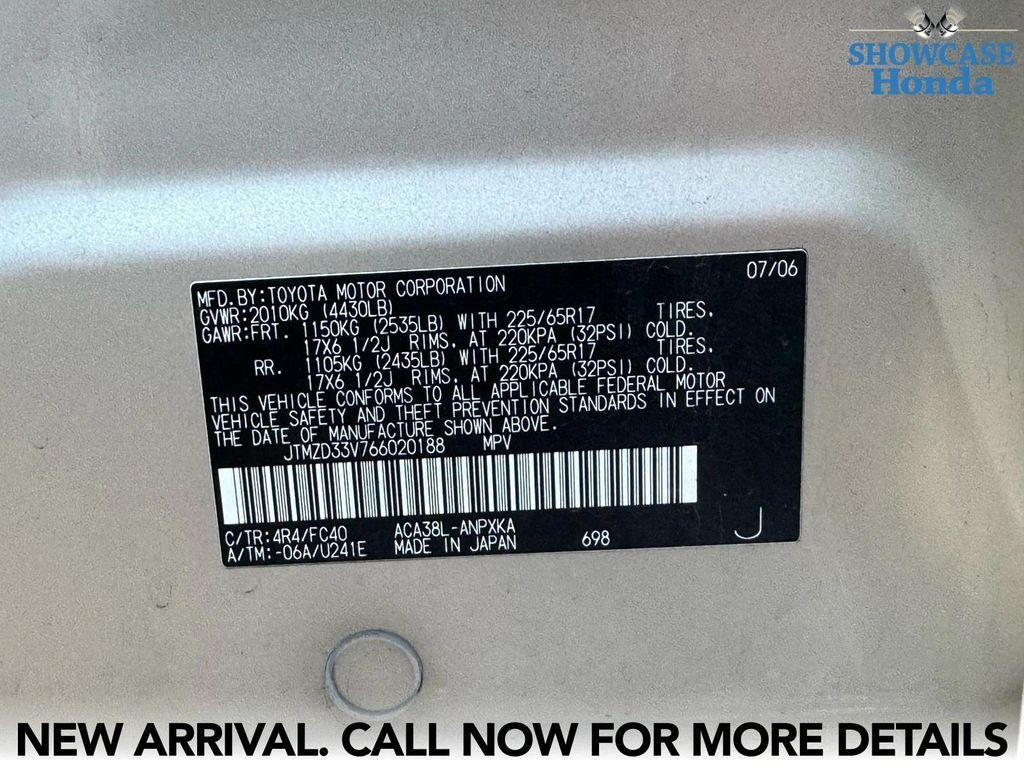 SHOWCASE
Honda
07/06
MFD.BY:TOYOTA MOTOR CORPORATION
GVWR:2010KG (4430LB)
GAWR:FRT. 1150KG (2535LB) WITH 225/65R17 TIRES.
17X6 1/2J RIMS, AT 220KPA (32PSI) COLD.
RR. 1105KG (2435LB) WITH 225/65R17 TIRES.
17X6 1/2J RIMS, AT 220KPA (32PSI) COLD.
THIS VEHICLE CONFORMS TO ALL APPLICABLE FEDERAL MOTOR
VEHICLE SAFETY AND THEFT PREVENTION STANDARDS IN EFFECT ON
THE DATE OF MANUFACTURE SHOWN ABOVE.
JTMZD33V766020188 MPV
C/TR:4R4/FC40 ACA38L-ANPXKA
A/TM:-06A/U241E MADE IN JAPAN 698 J
NEW ARRIVAL. CALL NOW FOR MORE DETAILS